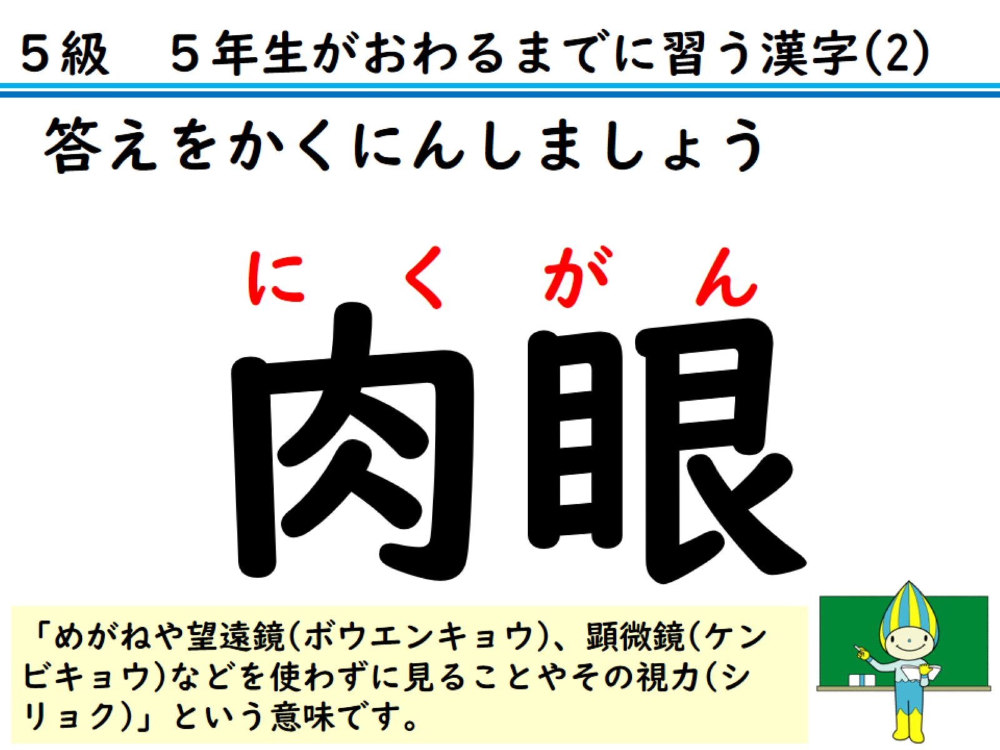 ５級　５年生がおわるまでに習う漢字(2)
答えをかくにんしましょう
にくがん
肉眼
「めがねや望遠鏡(ボウエンキョウ)、顕微鏡(ケン
ビキョウ)などを使わずに見ることやその視力(シ
リョク)」という意味です。